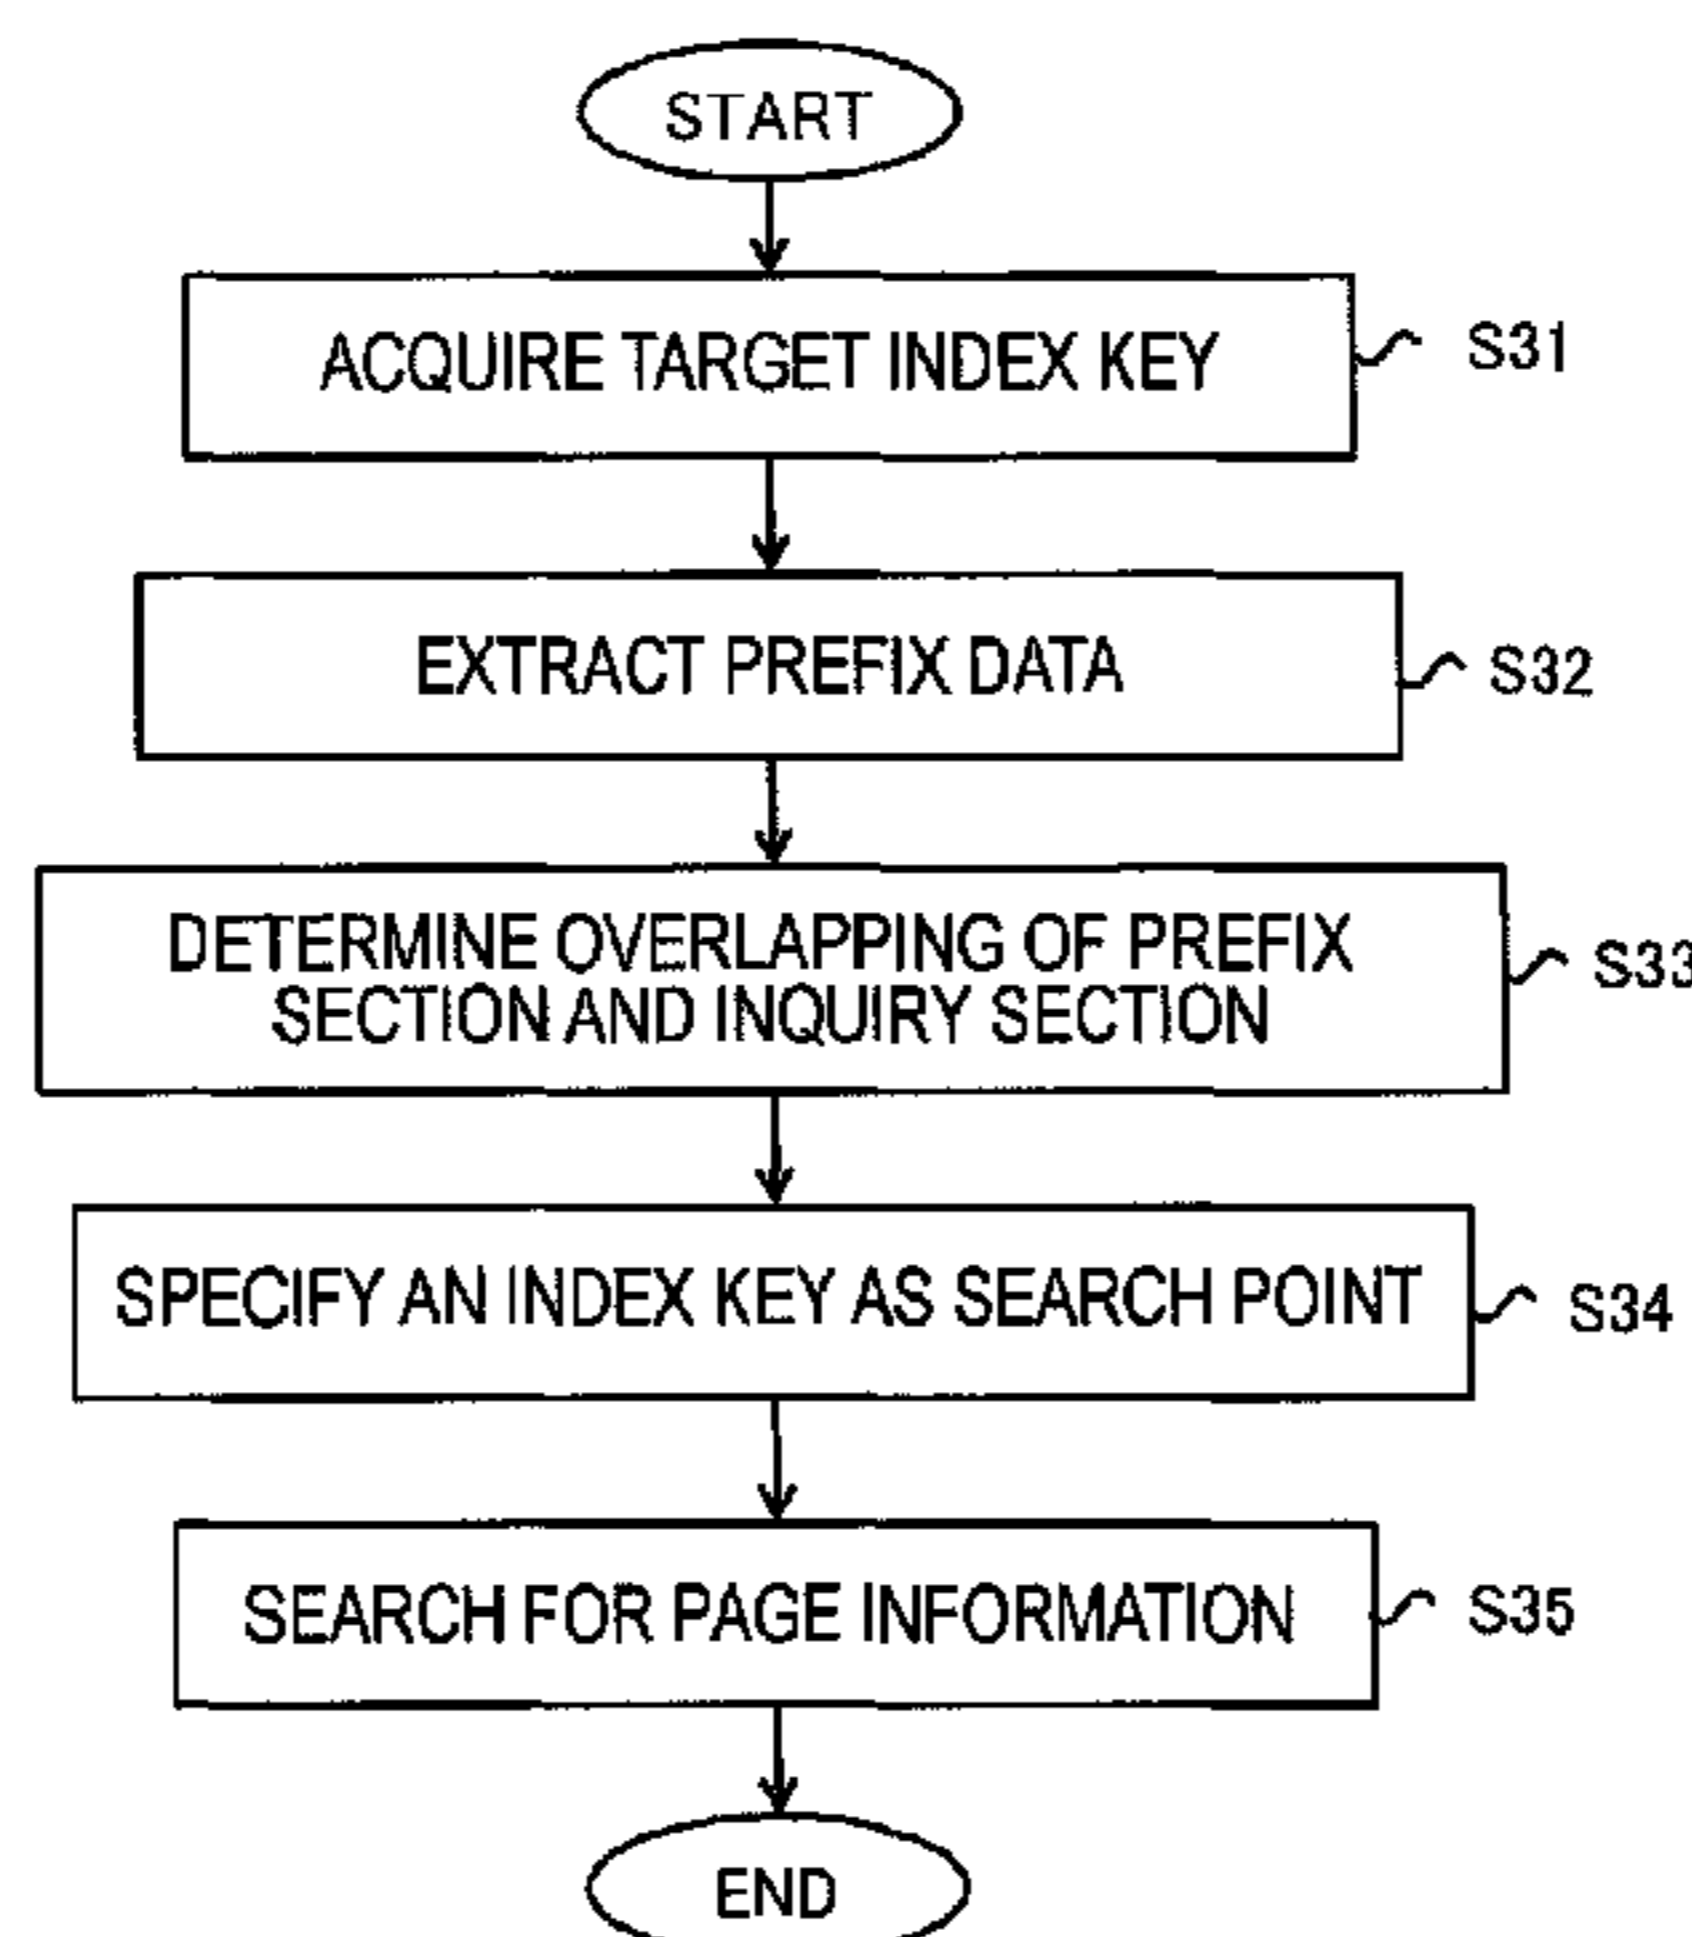 START
ACQUIRE TARGET INDEX KEY
S31
EXTRACT PREFIX DATA
S32
DETERMINE OVERLAPPING OF PREFIX
SECTION AND INQUIRY SECTION
S33
SPECIFY AN INDEX KEY AS SEARCH POINT
S34
SEARCH FOR PAGE INFORMATION
S35
END